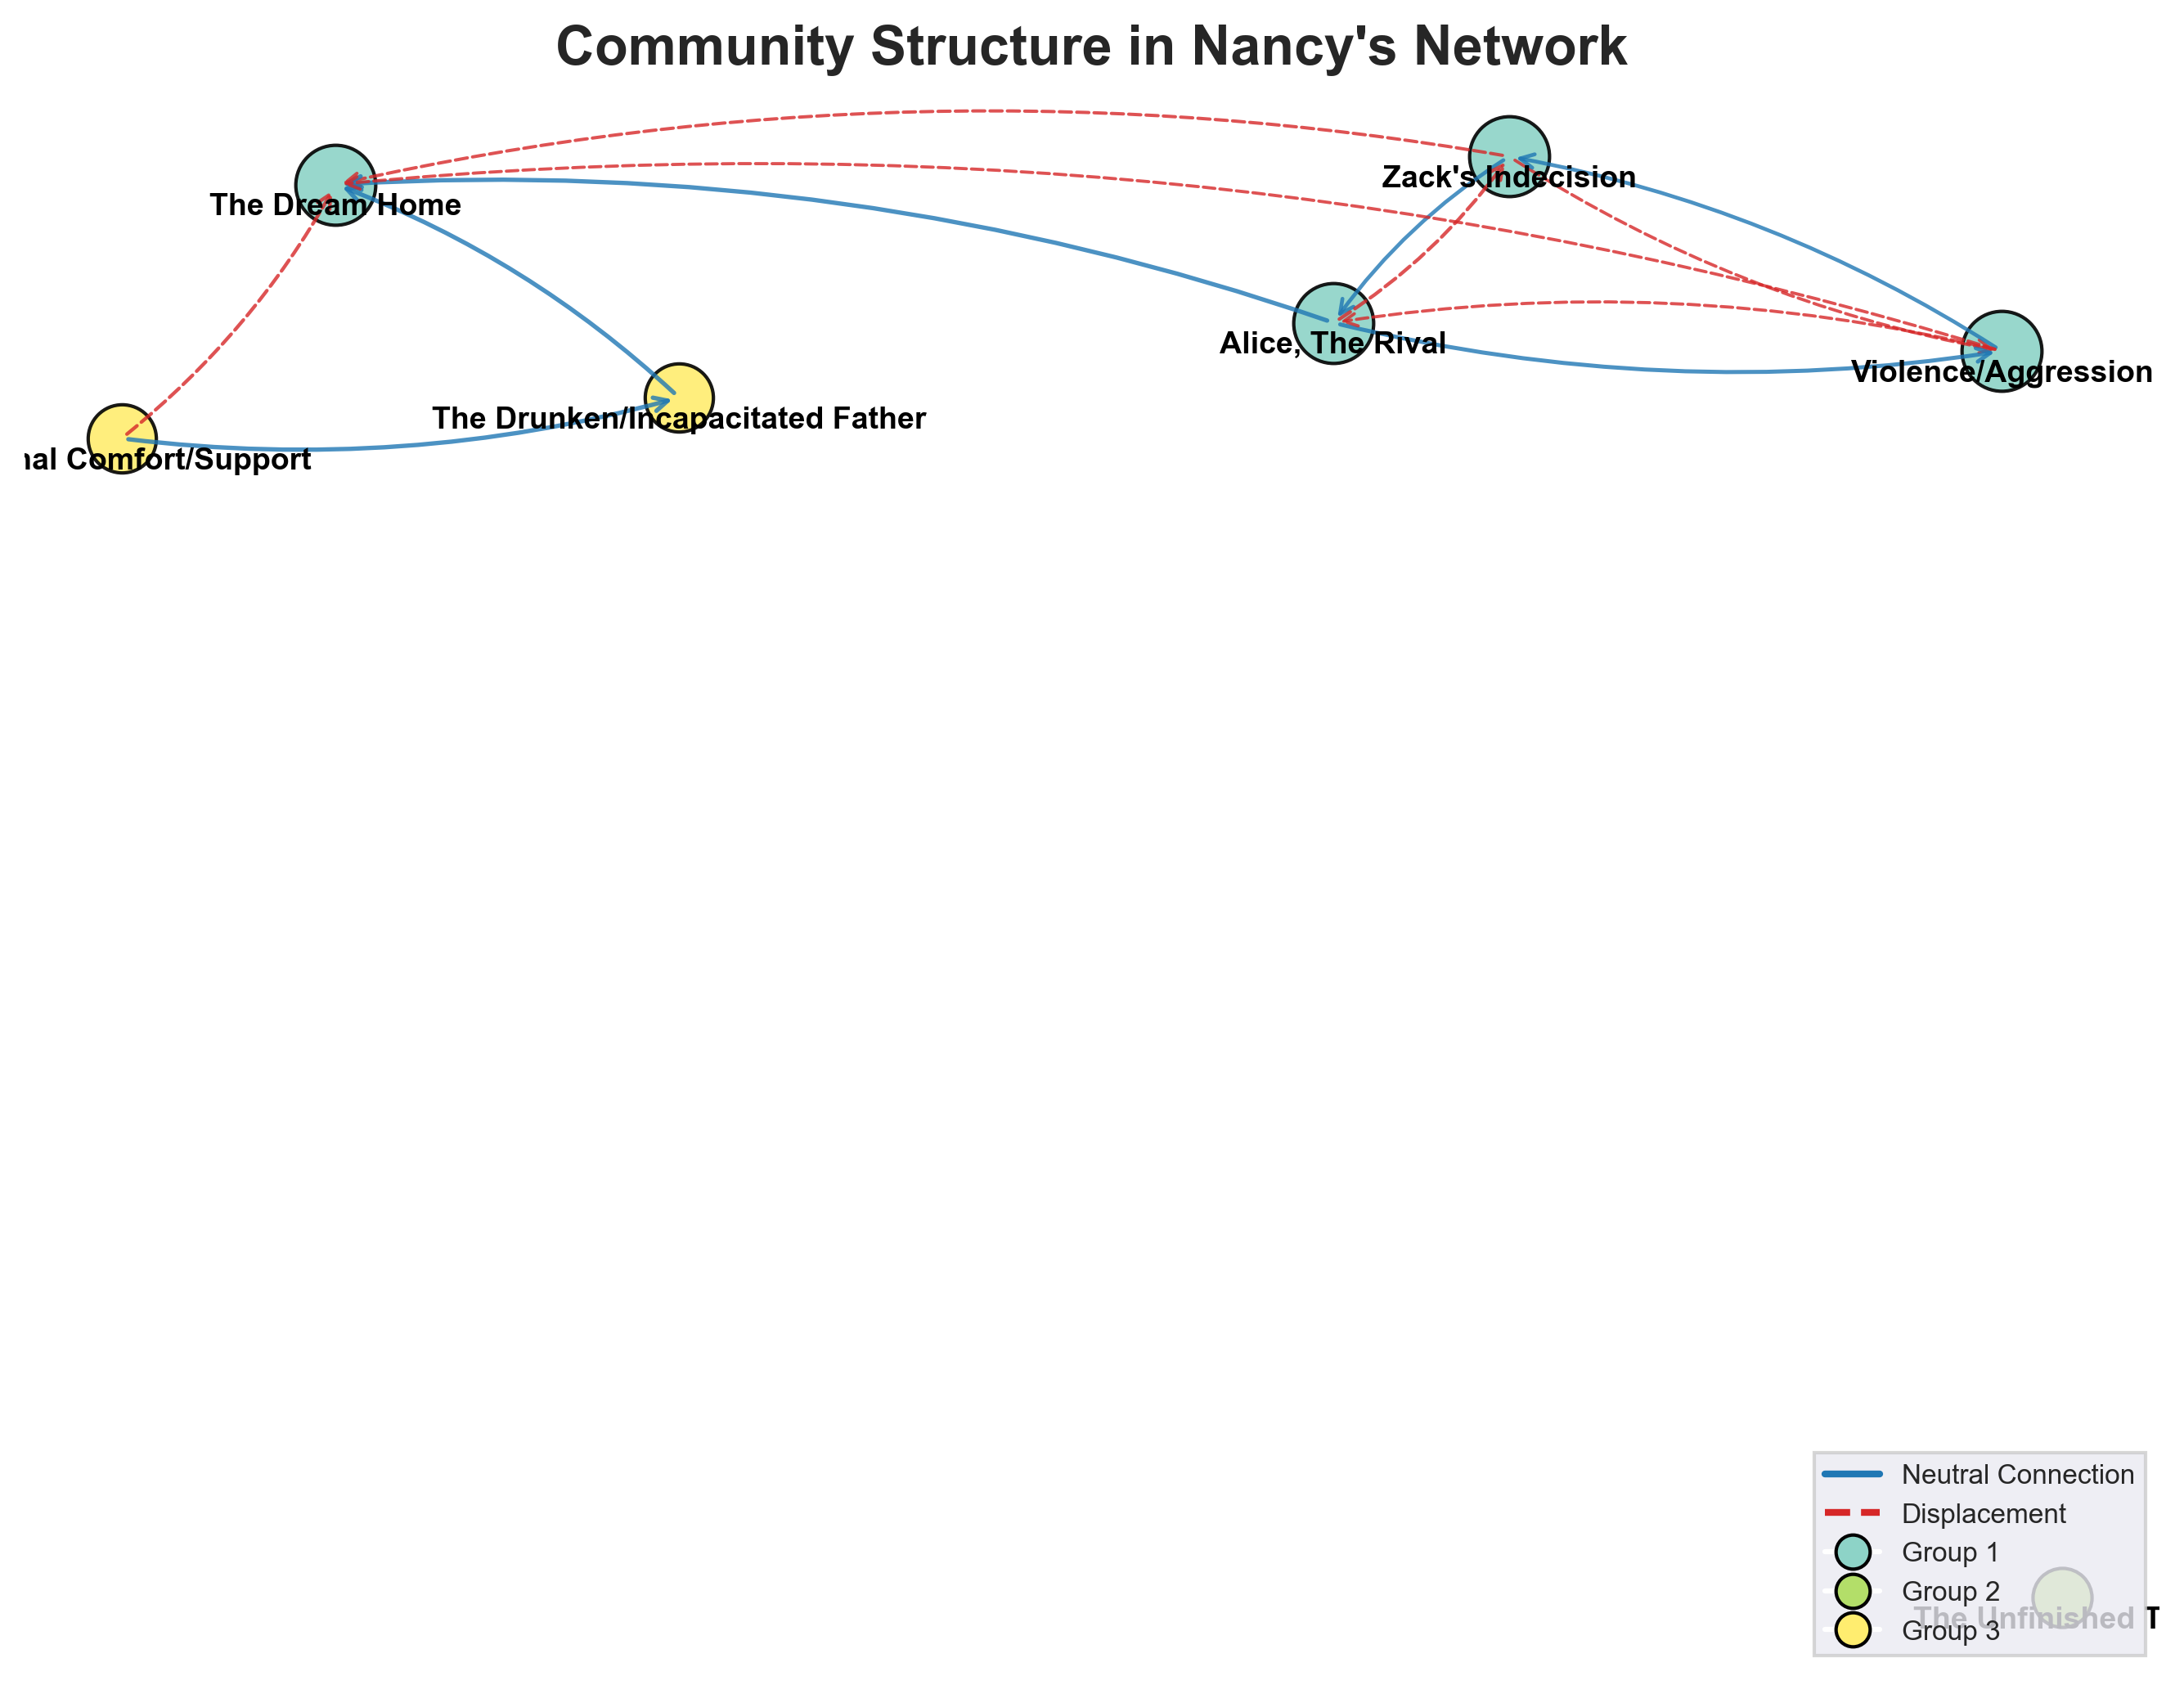 Community Structure in Nancy's Network
Zack's Indecision
The Dream Home
Alice, The Rival
Violence/Aggression
The Drunken/Incapacitated Father
nal Comfort/Support
Neutral Connection
Displacement
Group 1
Group 2
The Unfinished T
Group 3